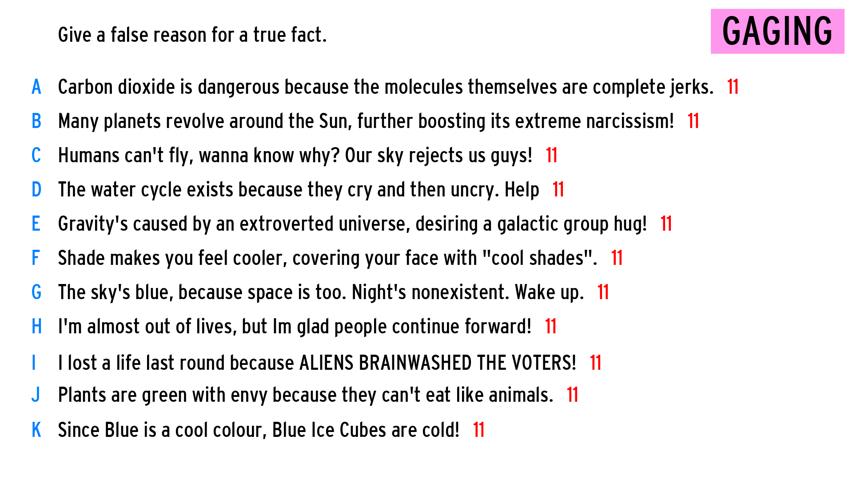 Give a false reason for a true fact.
GAGING
A Carbon dioxide is dangerous because the molecules themselves are complete jerks. 11
B Many planets revolve around the Sun, further boosting its extreme narcissism! 11
C Humans can't fly, wanna know why? Our sky rejects us guys! 11
D The water cycle exists because they cry and then uncry. Help 11
E Gravity's caused by an extroverted universe, desiring a galactic group hug! 11
F Shade makes you feel cooler, covering your face with "cool shades". 11
G The sky's blue, because space is too. Night's nonexistent. Wake up. 11
H I'm almost out of lives, but Im glad people continue forward! 11
I I lost a life last round because ALIENS BRAINWASHED THE VOTERS! 11
J Plants are green with envy because they can't eat like animals. 11
K Since Blue is a cool colour, Blue Ice Cubes are cold! 11